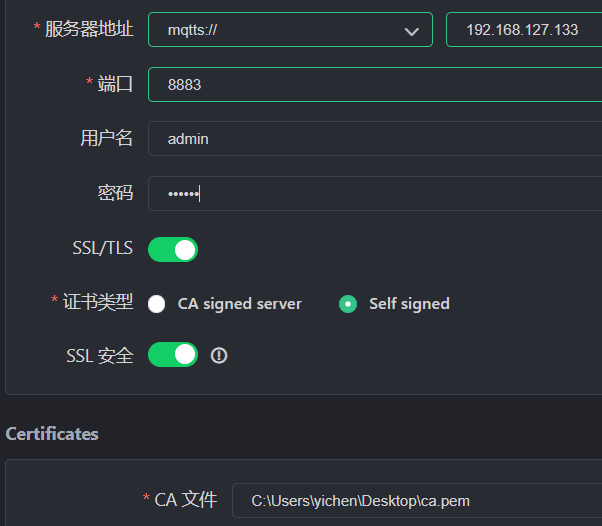 * 服务器地址 mqtts:// 192.168.127.133
* 端口 8883
用户名 admin
密码 ••••••
SSL/TLS
* 证书类型 CA signed server Self signed
SSL 安全
Certificates
* CA 文件 C:\Users\yichen\Desktop\ca.pem